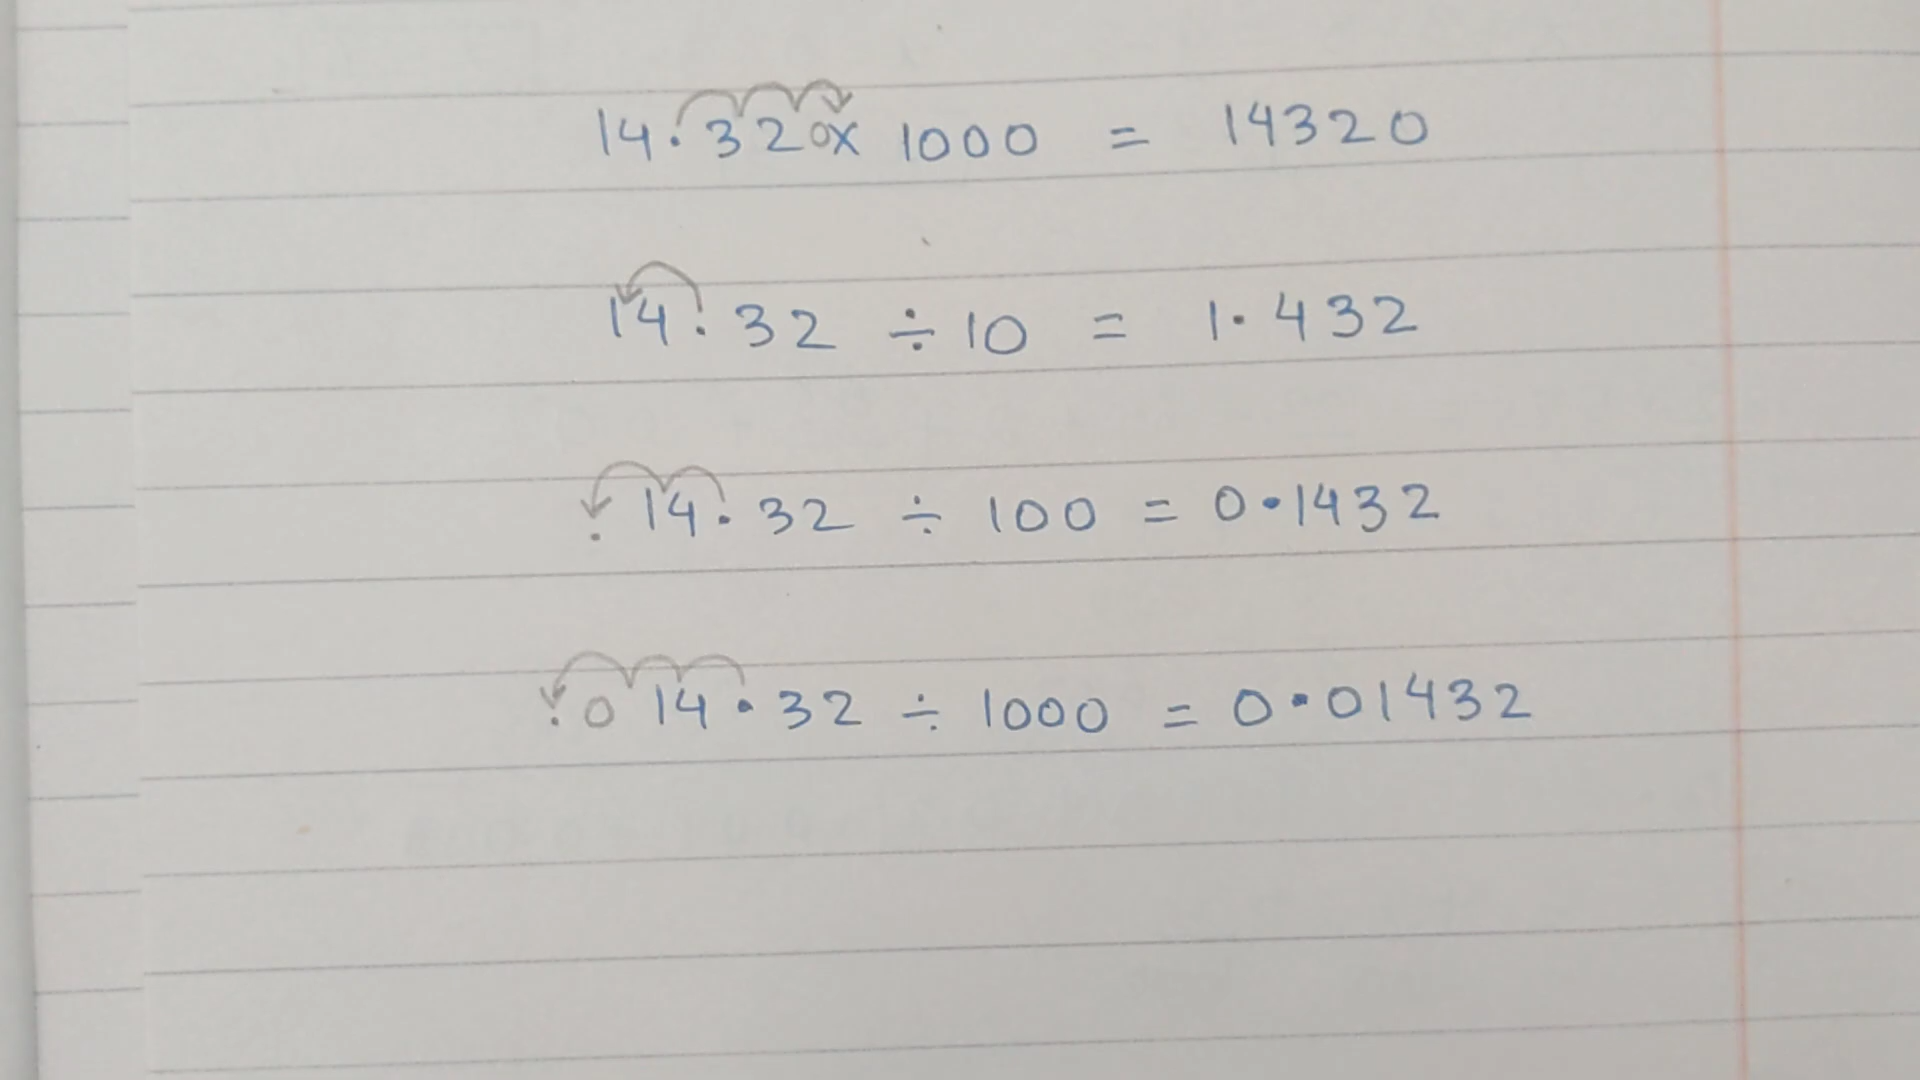 14.320x 1000 = 14320
14.32 ÷ 10 = 1.432
. 14.32 ÷ 100 = 0.1432
.0 14.32 ÷ 1000 = 0.01432